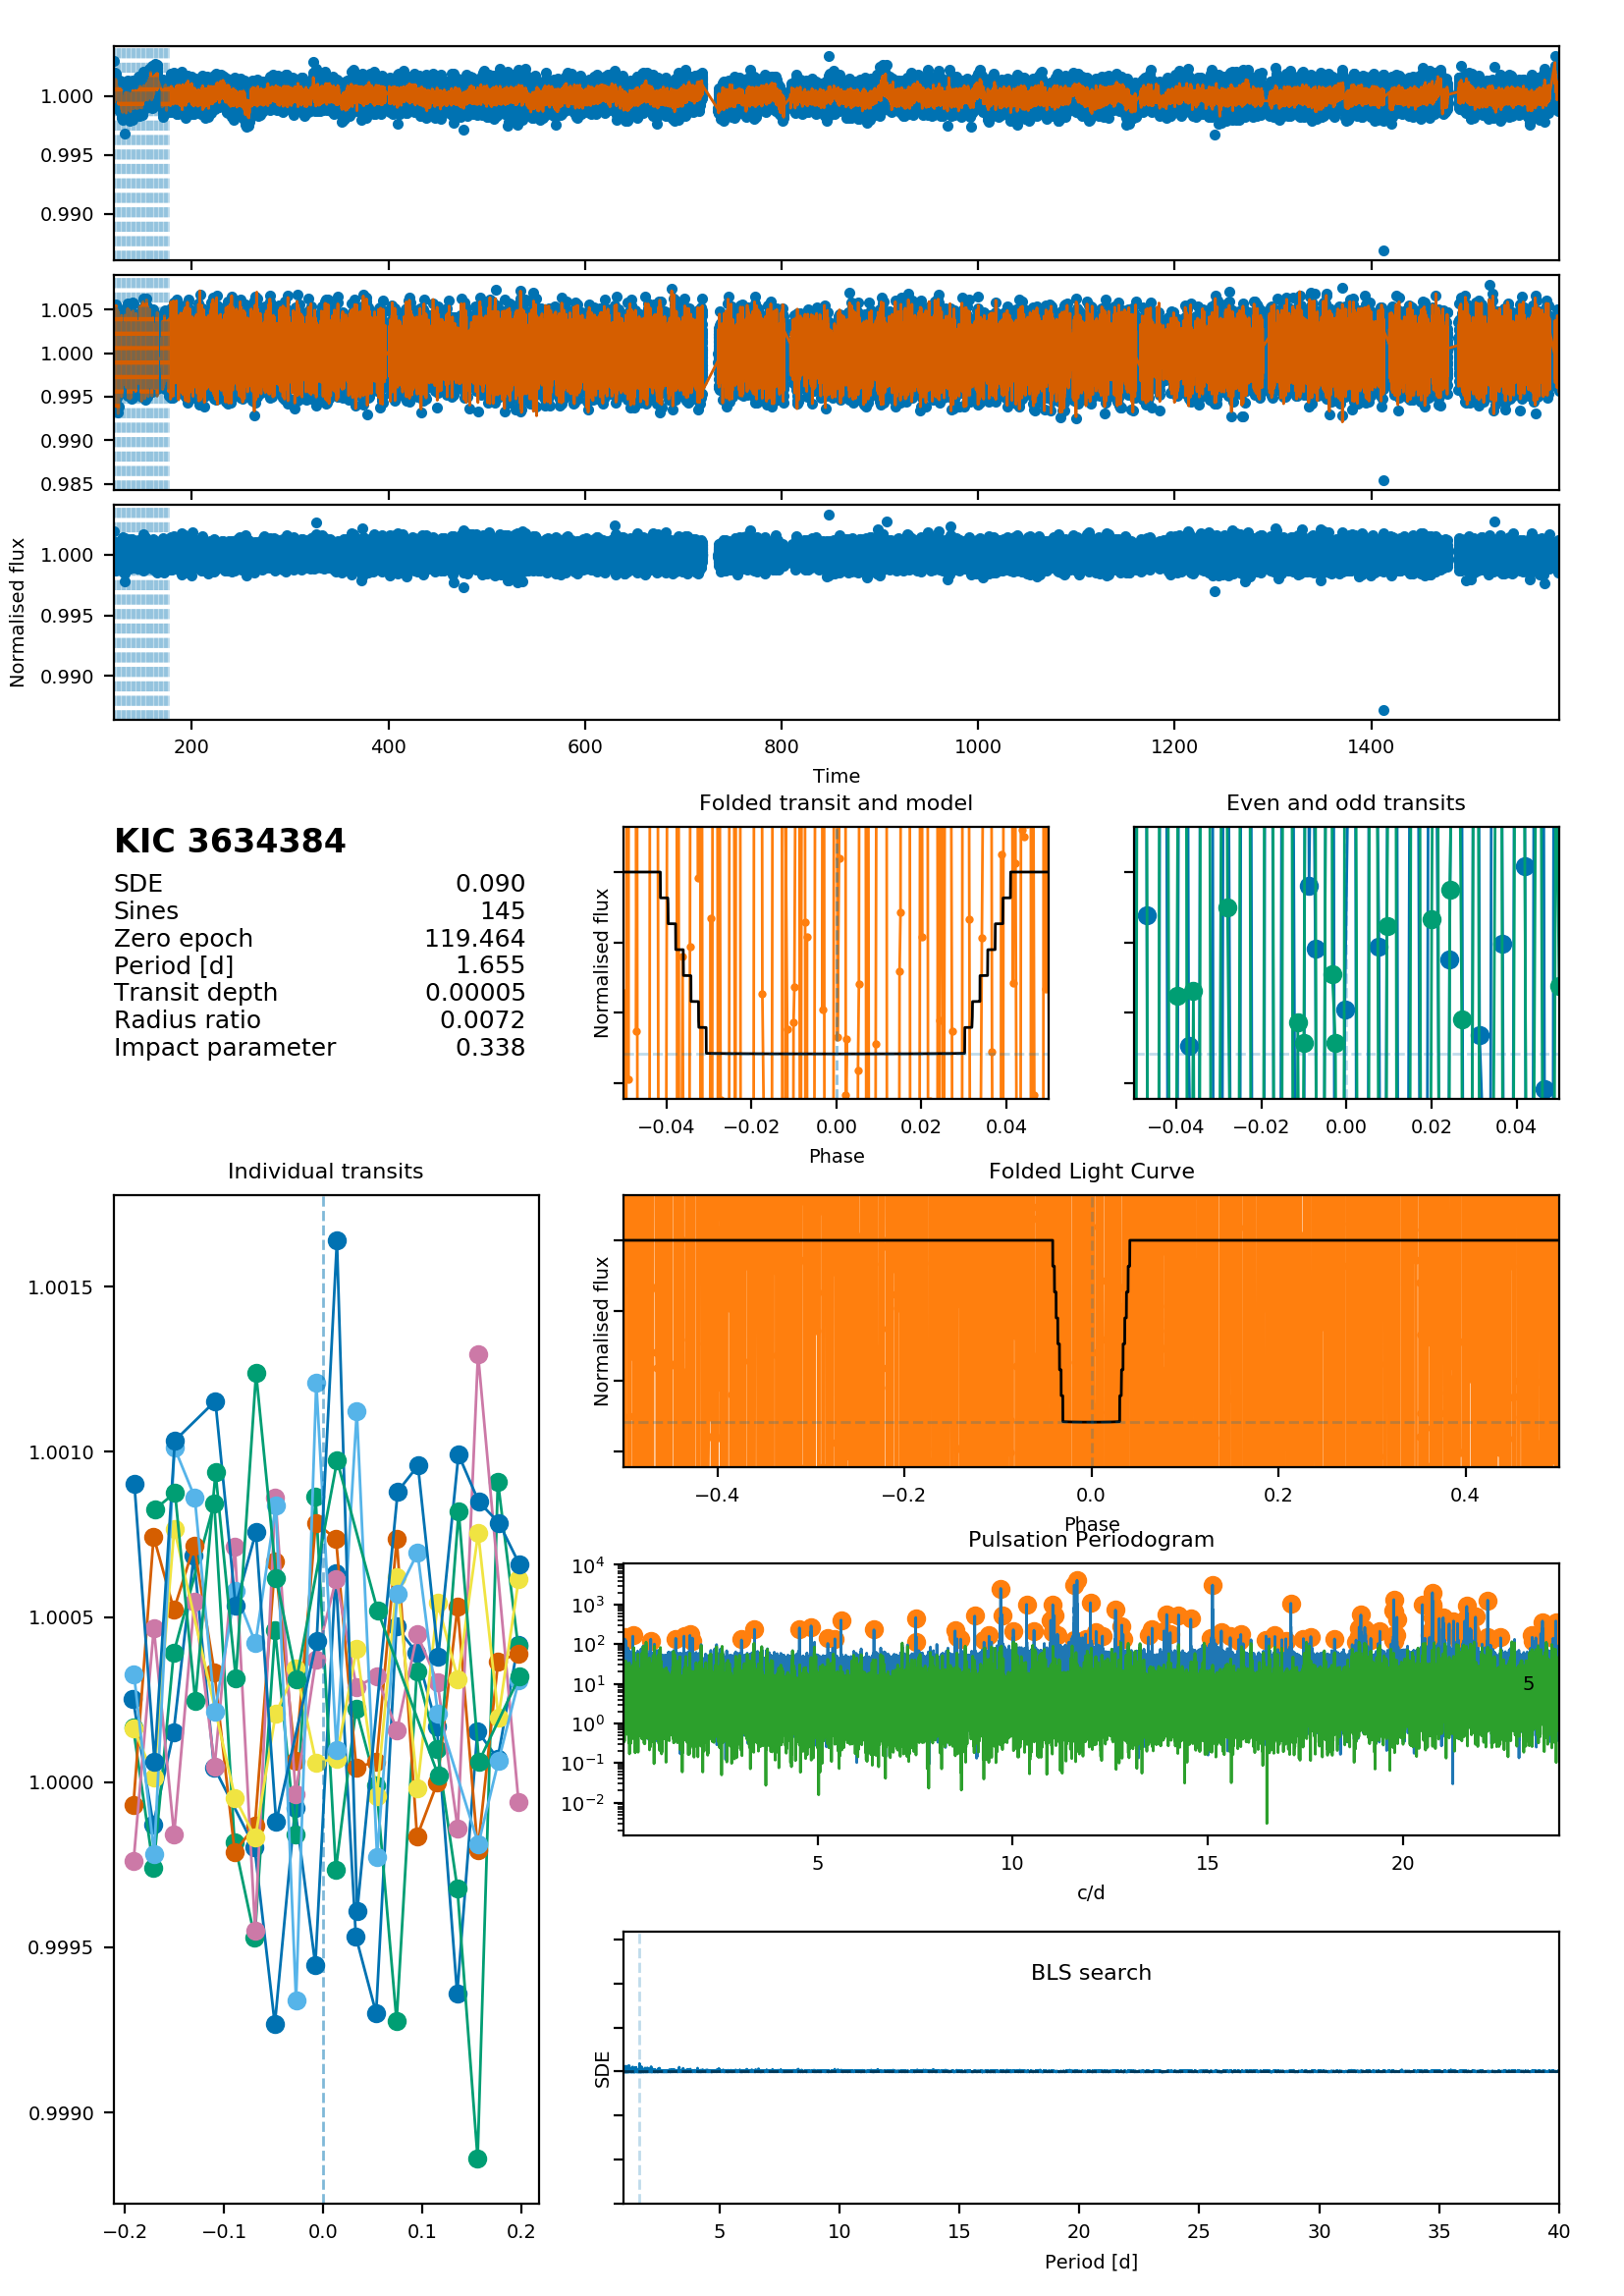 1.000
0.995
0.990
1.005
1.000
0.995
0.990
0.985
1.000
0.995
0.990
Normalised flux
200 400 600 800 1000 1200 1400
Time
KIC 3634384
SDE 0.090
Sines 145
Zero epoch 119.464
Period [d] 1.655
Transit depth 0.00005
Radius ratio 0.0072
Impact parameter 0.338
Folded transit and model
Normalised flux
−0.04 −0.02 0.00 0.02 0.04
Phase
Even and odd transits
−0.04 −0.02 0.00 0.02 0.04
Individual transits
1.0015
1.0010
1.0005
1.0000
0.9995
0.9990
−0.2 −0.1 0.0 0.1 0.2
Folded Light Curve
Normalised flux
−0.4 −0.2 0.0 0.2 0.4
Phase
Pulsation Periodogram
10⁴
10³
10²
10¹
10⁰
10⁻¹
10⁻²
5
5 10 15 20
c/d
BLS search
SDE
5 10 15 20 25 30 35 40
Period [d]